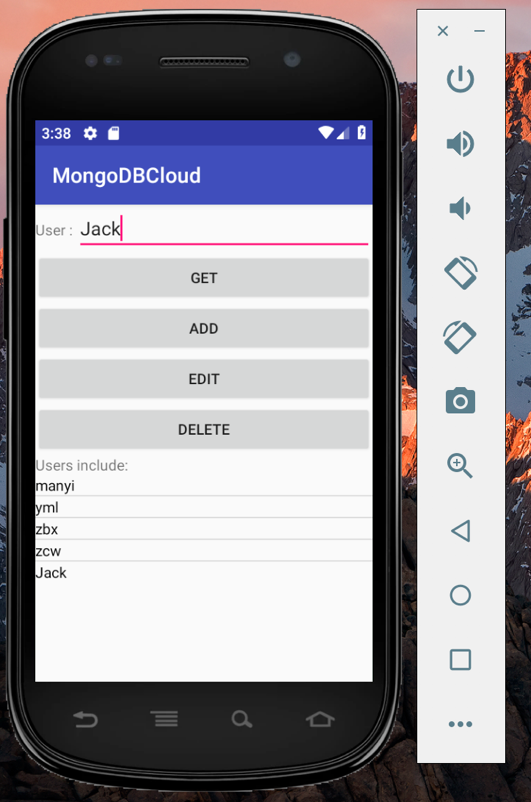 3:38
MongoDBCloud
User : Jack
GET
ADD
EDIT
DELETE
Users include:
manyi
yml
zbx
zcw
Jack